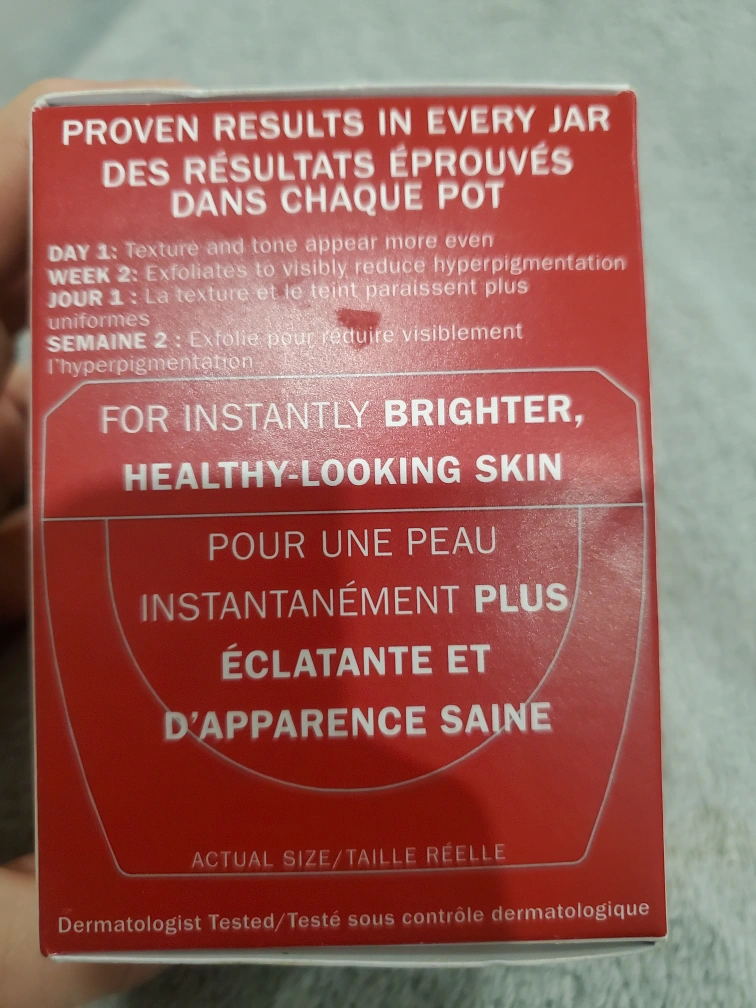 PROVEN RESULTS IN EVERY JAR
DES RÉSULTATS ÉPROUVÉS
DANS CHAQUE POT
DAY 1: Texture and tone appear more even
WEEK 2: Exfoliates to visibly reduce hyperpigmentation
JOUR 1 : La texture et le teint paraissent plus
uniformes
SEMAINE 2 : Exfolie pour réduire visiblement
l'hyperpigmentation
FOR INSTANTLY BRIGHTER,
HEALTHY-LOOKING SKIN
POUR UNE PEAU
INSTANTANÉMENT PLUS
ÉCLATANTE ET
D'APPARENCE SAINE
ACTUAL SIZE/TAILLE RÉELLE
Dermatologist Tested/Testé sous contrôle dermatologique